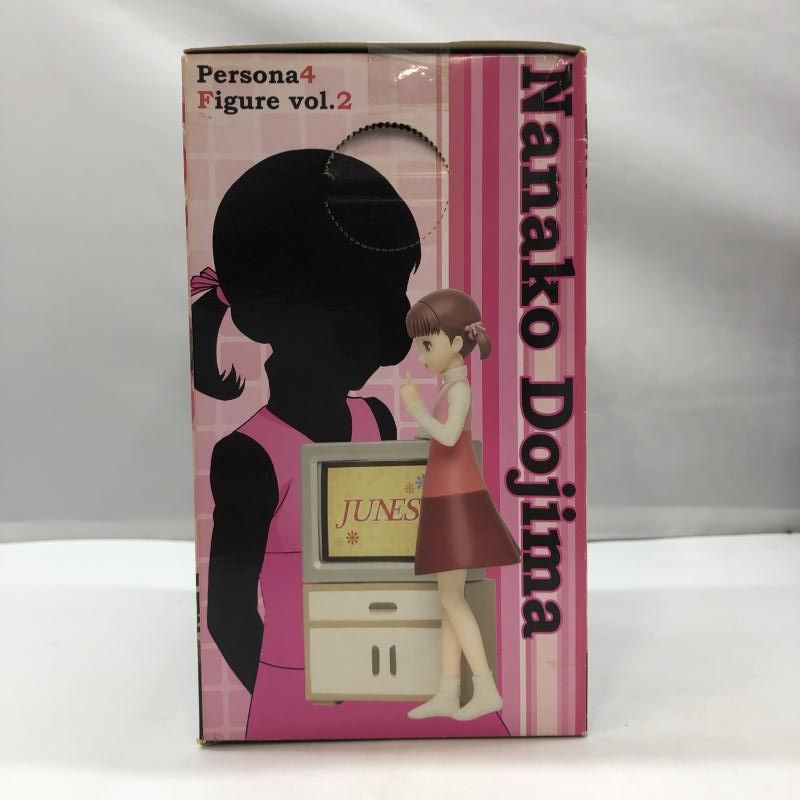 Persona4
Figure vol.2
Nanako Dojima
JUNES